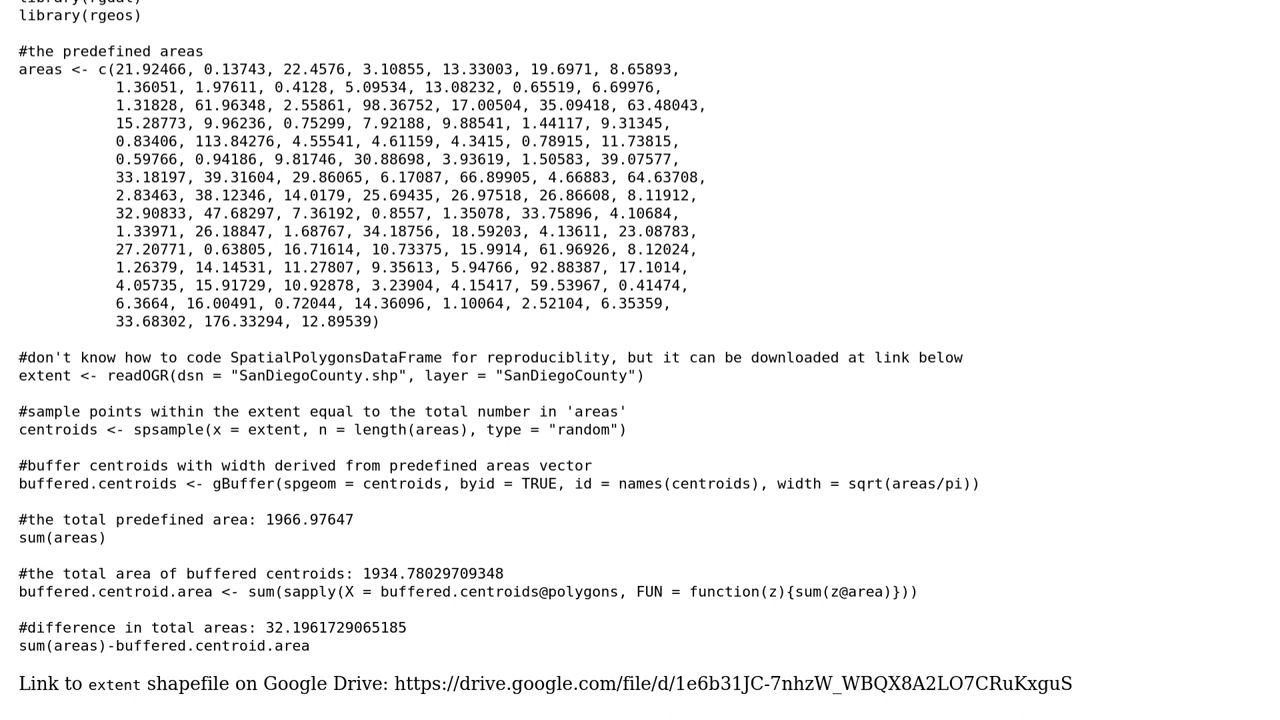 library(rgdal)
library(rgeos)
#the predefined areas
areas <- c(21.92466, 0.13743, 22.4576, 3.10855, 13.33003, 19.6971, 8.65893,
1.36051, 1.97611, 0.4128, 5.09534, 13.08232, 0.65519, 6.69976,
1.31828, 61.96348, 2.55861, 98.36752, 17.00504, 35.09418, 63.48043,
15.28773, 9.96236, 0.75299, 7.92188, 9.88541, 1.44117, 9.31345,
0.83406, 113.84276, 4.55541, 4.61159, 4.3415, 0.78915, 11.73815,
0.59766, 0.94186, 9.81746, 30.88698, 3.93619, 1.50583, 39.07577,
33.18197, 39.31604, 29.86065, 6.17087, 66.89905, 4.66883, 64.63708,
2.83463, 38.12346, 14.0179, 25.69435, 26.97518, 26.86608, 8.11912,
32.90833, 47.68297, 7.36192, 0.8557, 1.35078, 33.75896, 4.10684,
1.33971, 26.18847, 1.68767, 34.18756, 18.59203, 4.13611, 23.08783,
27.20771, 0.63805, 16.71614, 10.73375, 15.9914, 61.96926, 8.12024,
1.26379, 14.14531, 11.27807, 9.35613, 5.94766, 92.88387, 17.1014,
4.05735, 15.91729, 10.92878, 3.23904, 4.15417, 59.53967, 0.41474,
6.3664, 16.00491, 0.72044, 14.36096, 1.10064, 2.52104, 6.35359,
33.68302, 176.33294, 12.89539)
#don't know how to code SpatialPolygonsDataFrame for reproduciblity, but it can be downloaded at link below
extent <- readOGR(dsn = "SanDiegoCounty.shp", layer = "SanDiegoCounty")
#sample points within the extent equal to the total number in 'areas'
centroids <- spsample(x = extent, n = length(areas), type = "random")
#buffer centroids with width derived from predefined areas vector
buffered.centroids <- gBuffer(spgeom = centroids, byid = TRUE, id = names(centroids), width = sqrt(areas/pi))
#the total predefined area: 1966.97647
sum(areas)
#the total area of buffered centroids: 1934.78029709348
buffered.centroid.area <- sum(sapply(X = buffered.centroids@polygons, FUN = function(z){sum(z@area)}))
#difference in total areas: 32.1961729065185
sum(areas)-buffered.centroid.area
Link to extent shapefile on Google Drive: https://drive.google.com/file/d/1e6b31JC-7nhzW_WBQX8A2LO7CRuKxguS